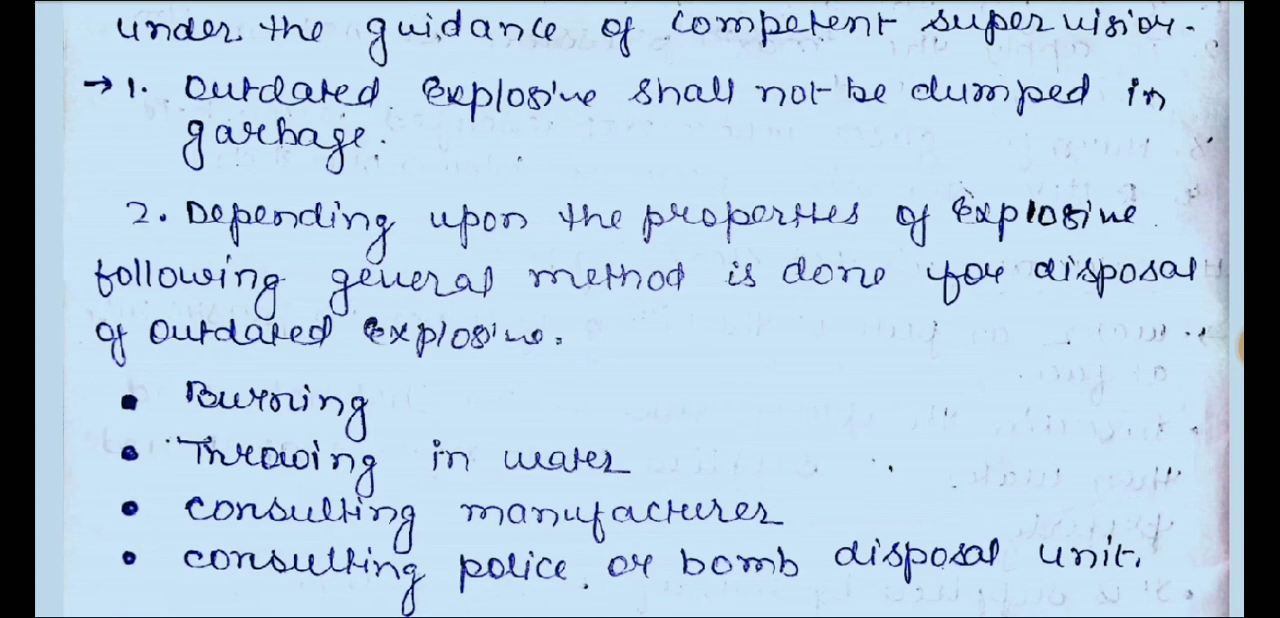 under the guidance of competent supervision.
→ 1. Outdated Explosive shall not be dumped in
garbage.
2. Depending upon the properties of Explosive
following general method is done for disposal
of outdated explosive.
• Burning
• Throwing in water
• consulting manufacturer
• consulting police or bomb disposal unit.